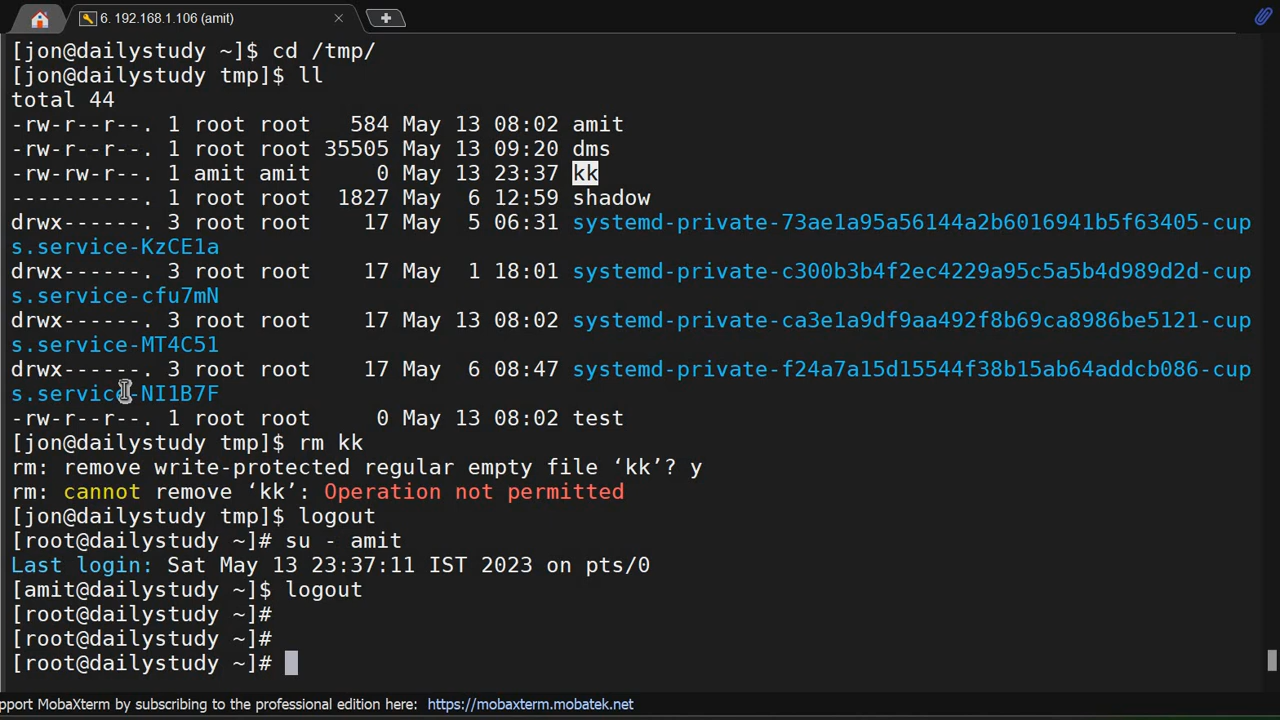 6. 192.168.1.106 (amit)
[jon@dailystudy ~]$ cd /tmp/
[jon@dailystudy tmp]$ ll
total 44
-rw-r--r--. 1 root root   584 May 13 08:02 amit
-rw-r--r--. 1 root root 35505 May 13 09:20 dms
-rw-rw-r--. 1 amit amit     0 May 13 23:37 kk
----------. 1 root root  1827 May  6 12:59 shadow
drwx------. 3 root root    17 May  5 06:31 systemd-private-73ae1a95a56144a2b6016941b5f63405-cup
s.service-KzCE1a
drwx------. 3 root root    17 May  1 18:01 systemd-private-c300b3b4f2ec4229a95c5a5b4d989d2d-cup
s.service-cfu7mN
drwx------. 3 root root    17 May 13 08:02 systemd-private-ca3e1a9df9aa492f8b69ca8986be5121-cup
s.service-MT4C51
drwx------. 3 root root    17 May  6 08:47 systemd-private-f24a7a15d15544f38b15ab64addcb086-cup
s.service-NI1B7F
-rw-r--r--. 1 root root     0 May 13 08:02 test
[jon@dailystudy tmp]$ rm kk
rm: remove write-protected regular empty file ‘kk’? y
rm: cannot remove ‘kk’: Operation not permitted
[jon@dailystudy tmp]$ logout
[root@dailystudy ~]# su - amit
Last login: Sat May 13 23:37:11 IST 2023 on pts/0
[amit@dailystudy ~]$ logout
[root@dailystudy ~]#
[root@dailystudy ~]#
[root@dailystudy ~]#
pport MobaXterm by subscribing to the professional edition here: https://mobaxterm.mobatek.net